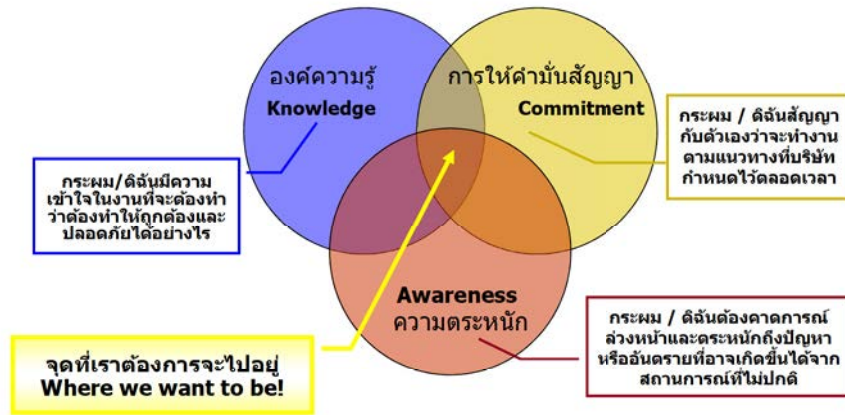 องค์ความรู้
Knowledge
การให้คำมั่นสัญญา
Commitment
กระผม / ดิฉันสัญญา
กับตัวเองว่าจะทำงาน
ตามแนวทางที่บริษัท
กำหนดไว้ตลอดเวลา
กระผม/ดิฉันมีความ
เข้าใจในงานที่จะต้องทำ
ว่าต้องทำให้ถูกต้องและ
ปลอดภัยได้อย่างไร
Awareness
ความตระหนัก
กระผม / ดิฉันต้องคาดการณ์
ล่วงหน้าและตระหนักถึงปัญหา
หรืออันตรายที่อาจเกิดขึ้นได้จาก
สถานการณ์ที่ไม่ปกติ
จุดที่เราต้องการจะไปอยู่
Where we want to be!